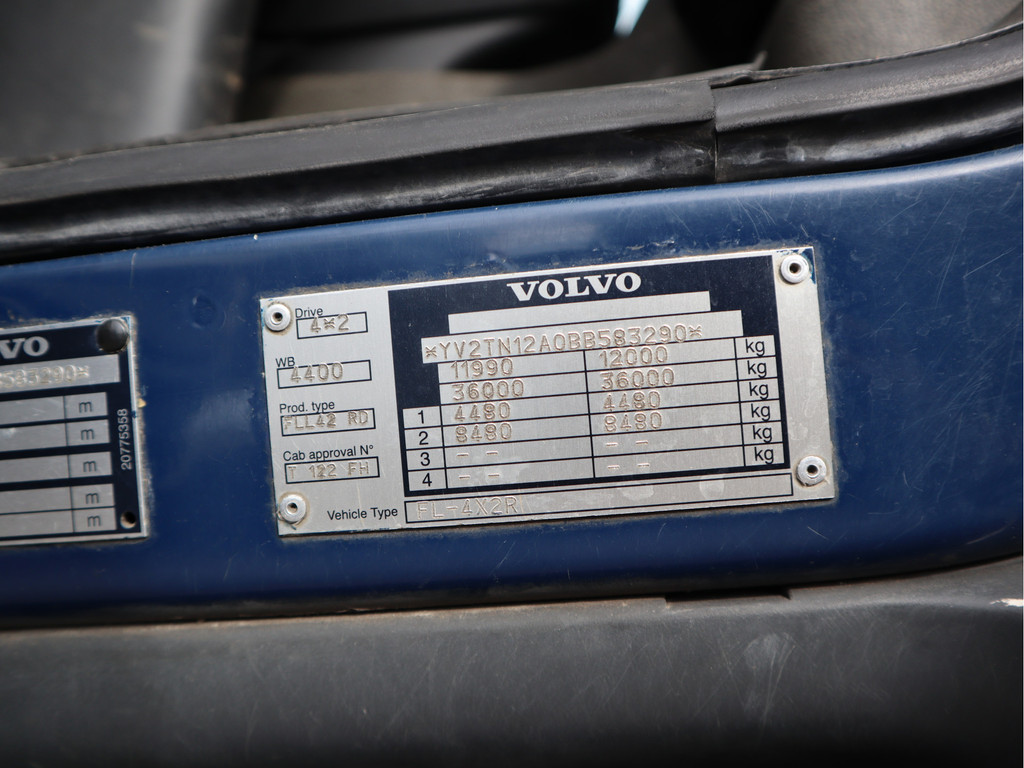 VO
583290*
m
m
m
m
m
20775358
VOLVO
Drive
4*2
WB
4400
Prod. type
FLL42 RD
Cab approval N°
T 122 FH
*YV2TN12A0BB583290*
11990 12000 kg
36000 36000 kg
1 4480 4480 kg
2 8480 8480 kg
3 - - - - kg
4 - - - - kg
Vehicle Type FL-4X2R